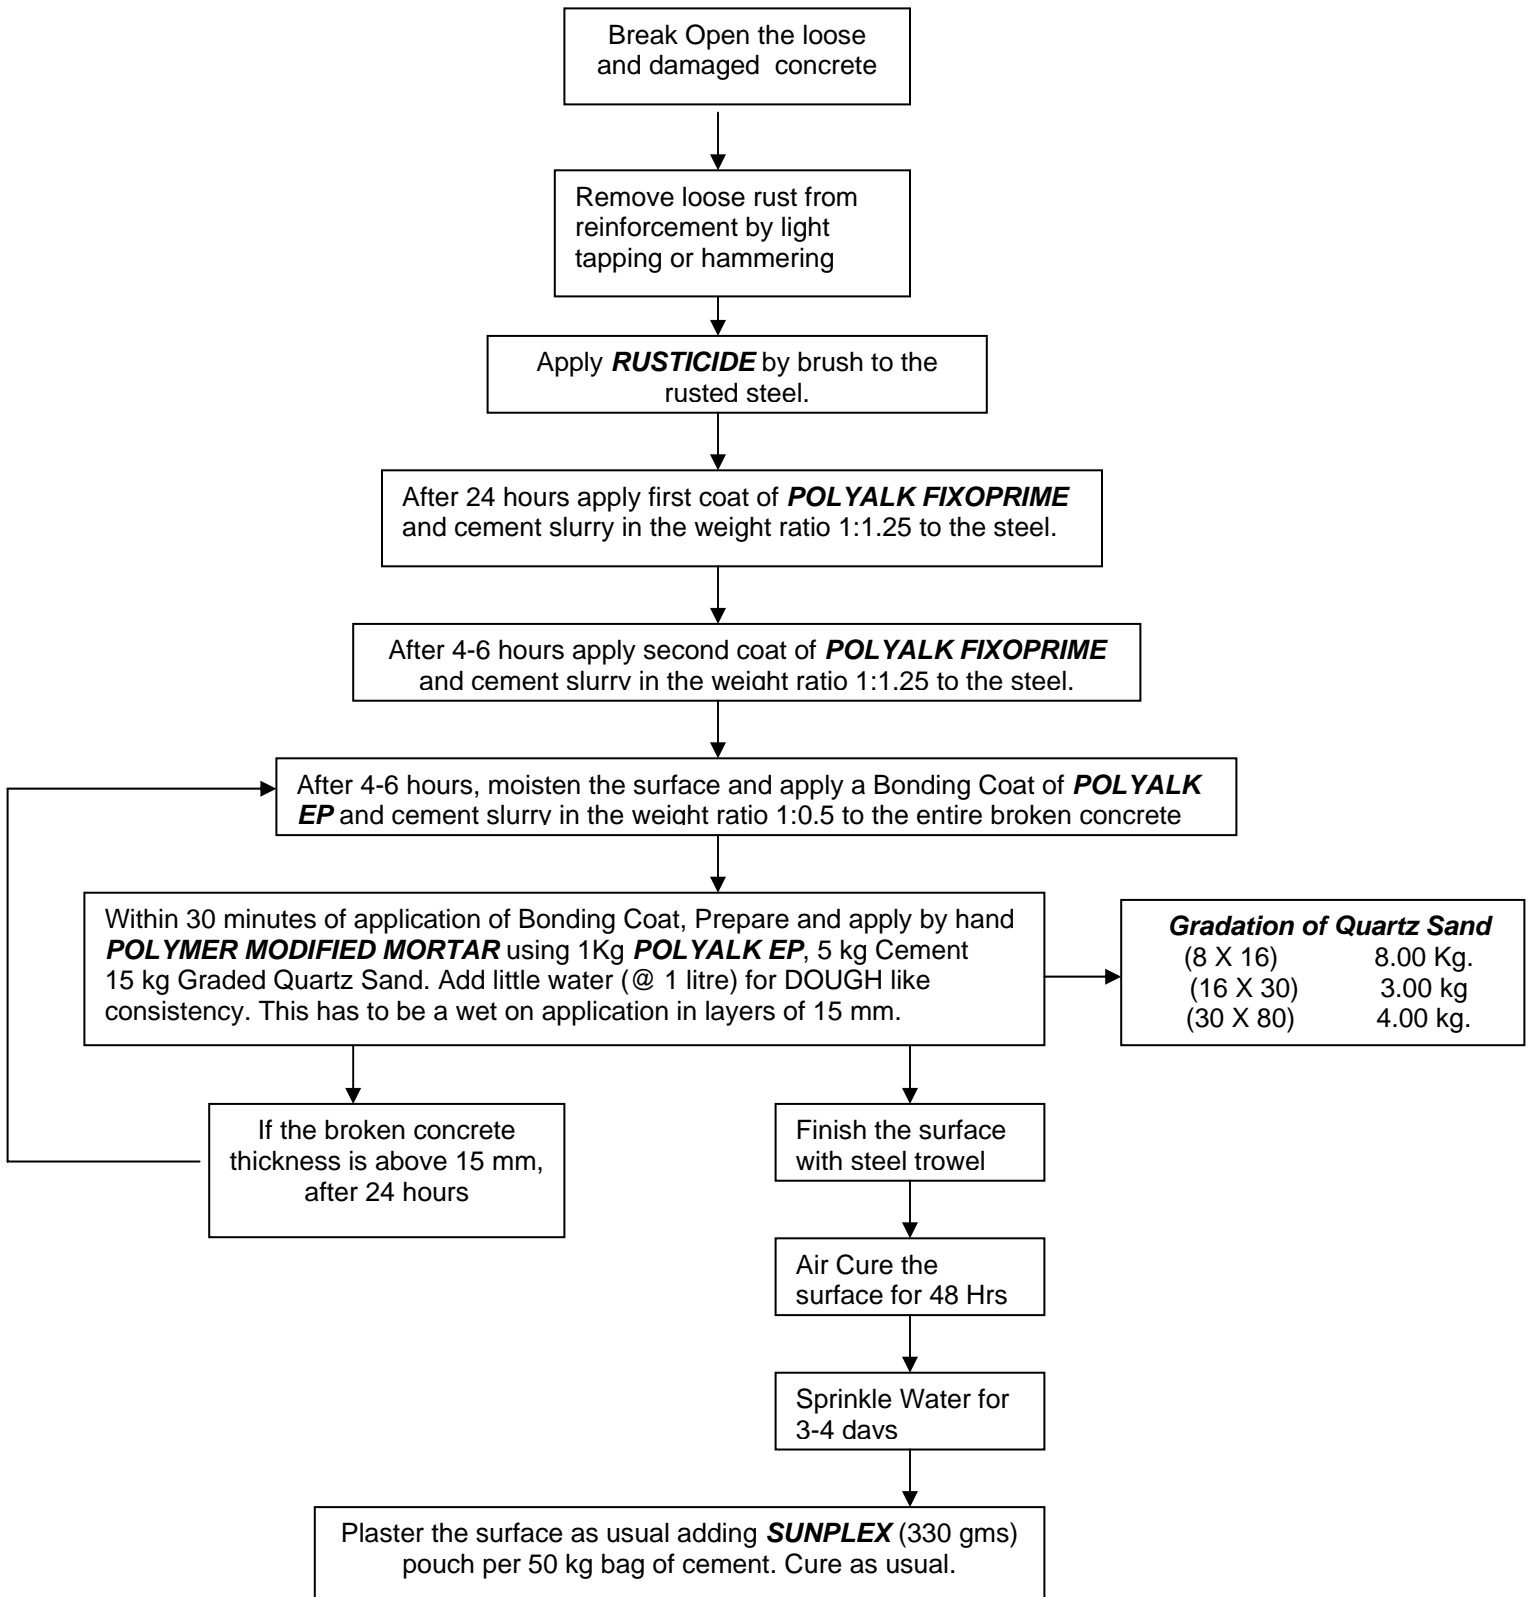 Break Open the loose
and damaged concrete
Remove loose rust from
reinforcement by light
tapping or hammering
Apply RUSTICIDE by brush to the
rusted steel.
After 24 hours apply first coat of POLYALK FIXOPRIME
and cement slurry in the weight ratio 1:1.25 to the steel.
After 4-6 hours apply second coat of POLYALK FIXOPRIME
and cement slurry in the weight ratio 1:1.25 to the steel.
After 4-6 hours, moisten the surface and apply a Bonding Coat of POLYALK
EP and cement slurry in the weight ratio 1:0.5 to the entire broken concrete
Within 30 minutes of application of Bonding Coat, Prepare and apply by hand
POLYMER MODIFIED MORTAR using 1Kg POLYALK EP, 5 kg Cement
15 kg Graded Quartz Sand. Add little water (@ 1 litre) for DOUGH like
consistency. This has to be a wet on application in layers of 15 mm.
Gradation of Quartz Sand
(8 X 16) 8.00 Kg.
(16 X 30) 3.00 kg
(30 X 80) 4.00 kg.
If the broken concrete
thickness is above 15 mm,
after 24 hours
Finish the surface
with steel trowel
Air Cure the
surface for 48 Hrs
Sprinkle Water for
3-4 days
Plaster the surface as usual adding SUNPLEX (330 gms)
pouch per 50 kg bag of cement. Cure as usual.